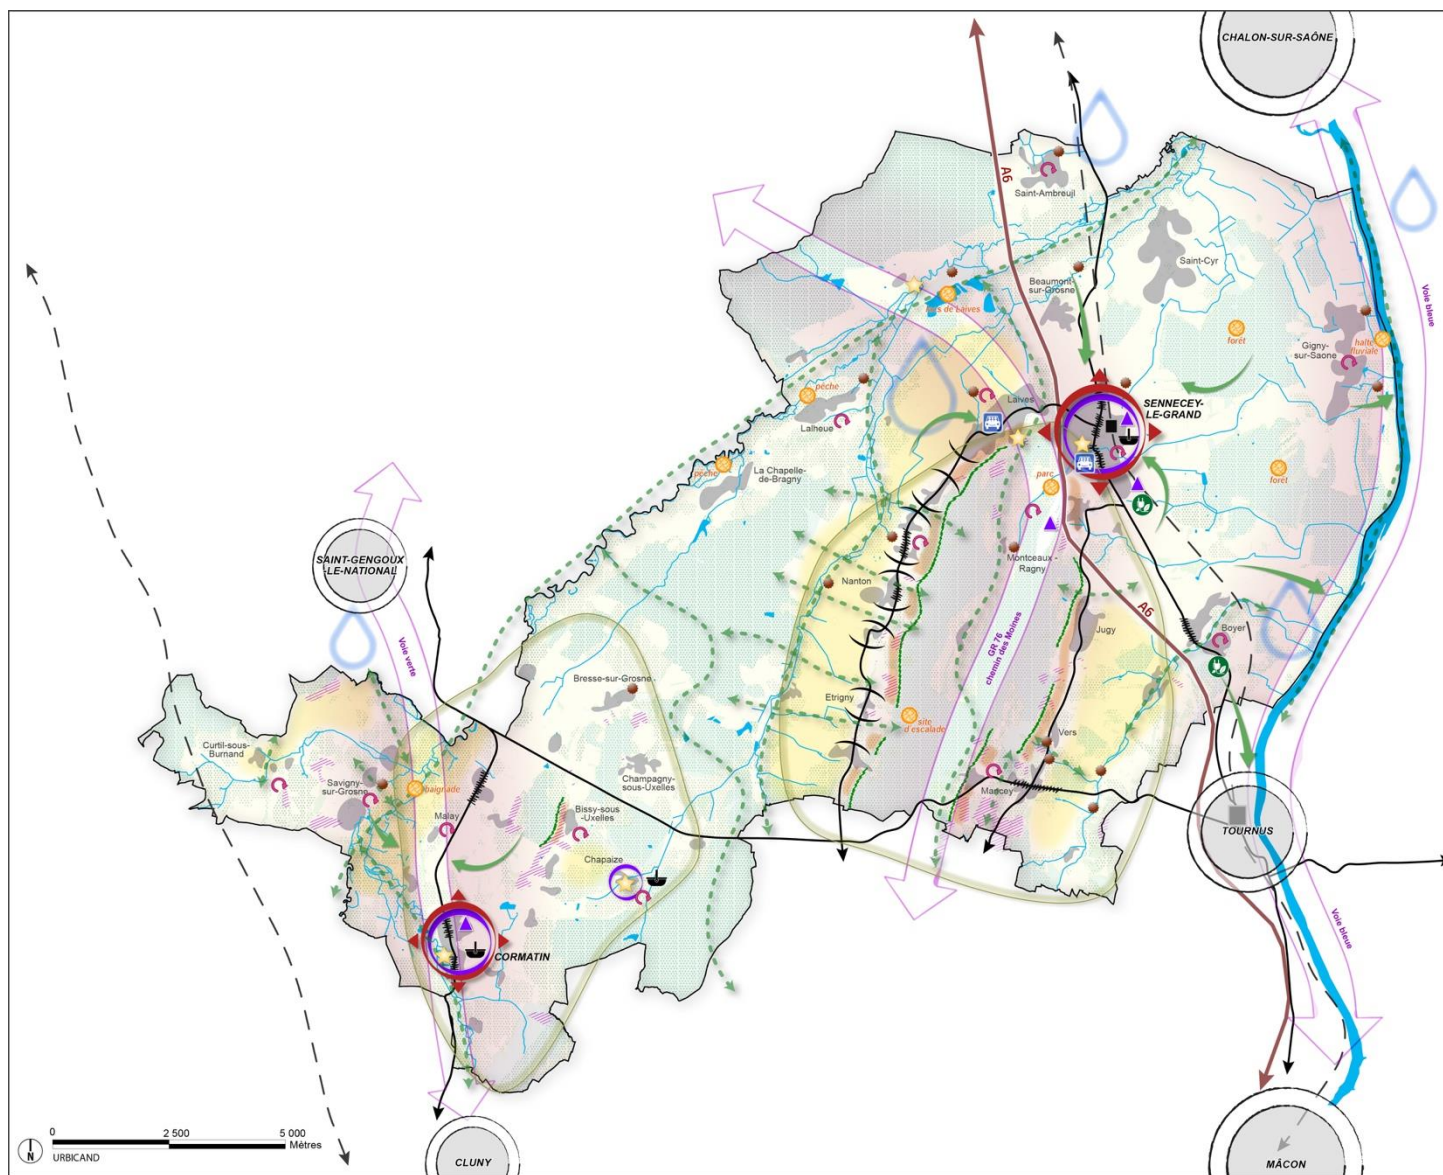 CHALON-SUR-SAÔNE
A6
Saint-Ambreuil
Saint-Cyr
Beaumont-
sur-Grosne
lacs de Laives
forêt
Voie bleue
Gigny-
sur-Saone
halte
fluviale
pêche
Laives
SENNECEY-
LE-GRAND
Lalheue
pêche
La Chapelle-
de-Bragny
parc
forêt
SAINT-GENGOUX
-LE-NATIONAL
Montceaux-
Ragny
Nanton
A6
Jugy
Boyer
Voie verte
GR 76
chemin des Moines
Bresse-sur-Grosne
Etrigny
site
d'escalade
Vers
Curtil-sous-
Burnand
Savigny-
sur-Grosne
baignade
Champagny-
sous-Uxelles
Mancey
Malay
Bissy-sous
-Uxelles
TOURNUS
Chapaize
CORMATIN
Voie bleue
0
2 500
5 000
Mètres
N
URBICAND
CLUNY
MÂCON